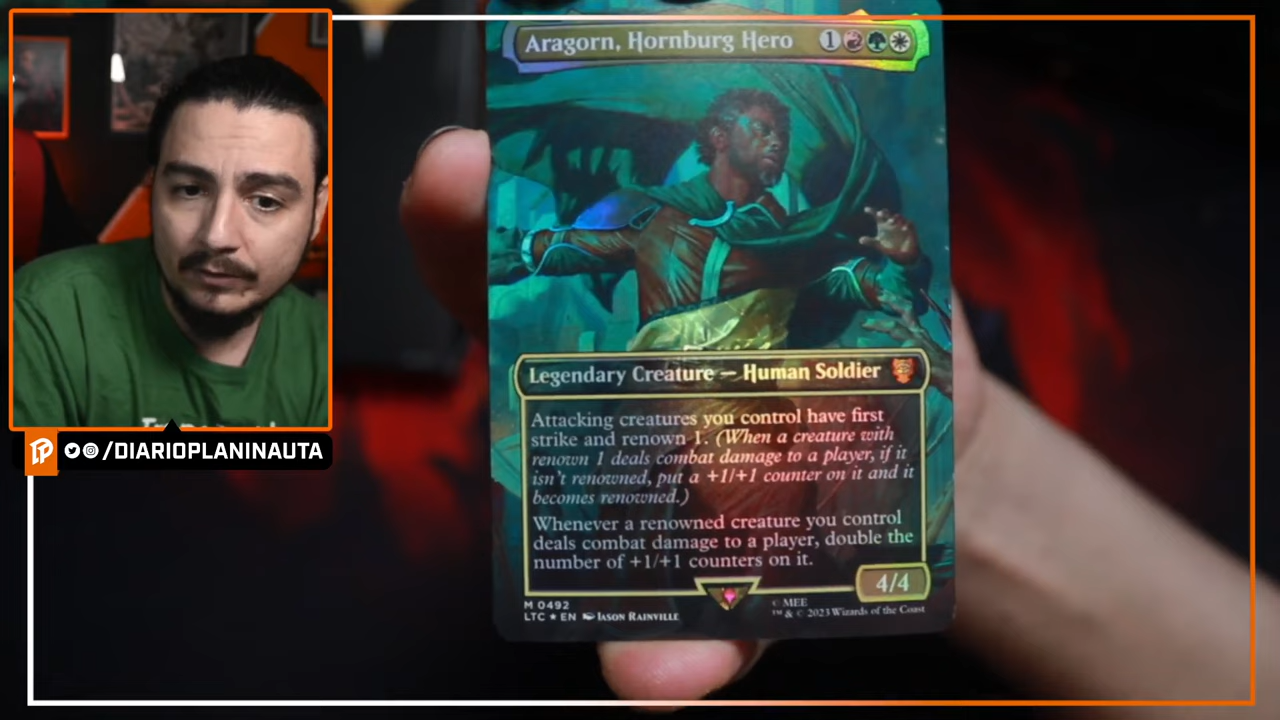 Aragorn, Hornburg Hero 1
Legendary Creature — Human Soldier
Attacking creatures you control have first
strike and renown 1. (When a creature with
renown 1 deals combat damage to a player, if it
isn't renowned, put a +1/+1 counter on it and it
becomes renowned.)
Whenever a renowned creature you control
deals combat damage to a player, double the
number of +1/+1 counters on it.
4/4
M 0492
LTC ★ EN Jason Rainville
© MEE
™ & © 2023 Wizards of the Coast
/DIARIOPLANINAUTA